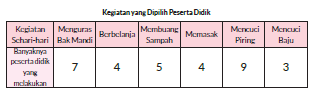 Kegiatan yang Dipilih Peserta Didik
Kegiatan Sehari-hari | Menguras Bak Mandi | Berbelanja | Membuang Sampah | Memasak | Mencuci Piring | Mencuci Baju
Banyaknya peserta didik yang melakukan | 7 | 4 | 5 | 4 | 9 | 3